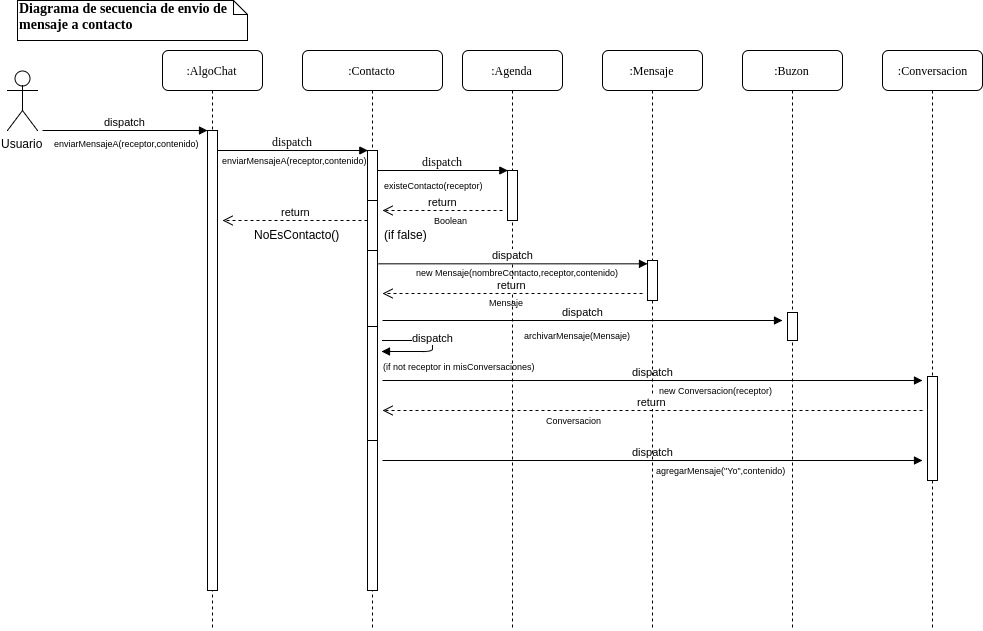 Diagrama de secuencia de envio de
mensaje a contacto
:AlgoChat
:Contacto
:Agenda
:Mensaje
:Buzon
:Conversacion
Usuario
dispatch
enviarMensajeA(receptor,contenido)
dispatch
enviarMensajeA(receptor,contenido)
dispatch
existeContacto(receptor)
return
Boolean
return
NoEsContacto()
(if false)
dispatch
new Mensaje(nombreContacto,receptor,contenido)
return
Mensaje
dispatch
archivarMensaje(Mensaje)
dispatch
(if not receptor in misConversaciones)
dispatch
new Conversacion(receptor)
return
Conversacion
dispatch
agregarMensaje("Yo",contenido)